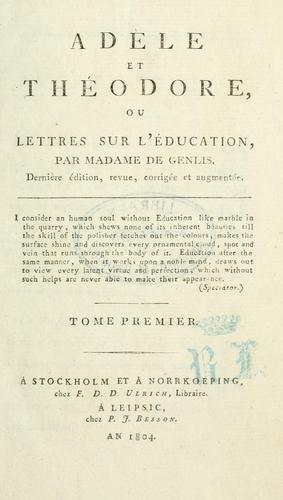 ADÈLE
ET
THÉODORE,
OU
LETTRES SUR L'ÉDUCATION,
PAR MADAME DE GENLIS.
Dernière édition, revue, corrigée et augmentée.
I consider an human soul without Education like marble in
the quarry, which shews none of its inherent beauties till
the skill of the polisher fetches out the colours, makes the
surface shine and discovers every ornamental cloud, spot and
vein that runs through the body of it. Education after the
same manner, when it works upon a noble mind, draws out
to view every latent virtue and perfection, which without
such helps are never able to make their appearance.
(Speciator.)
TOME PREMIER.
À STOCKHOLM ET À NORRKOEPING,
chez F. D. D ULRICH, Libraire.
À LEIPSIC,
chez P. J. BESSON.
AN 1804.